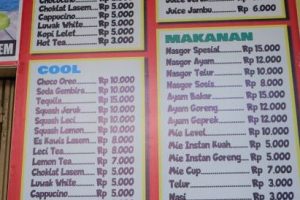 Choklat Lasem Rp 5.000
Cappucino Rp 5.000
Luwak White Rp 5.000
Kopi Lelet Rp 5.000
Hot Tea Rp 3.000
COOL
Choco Oreo Rp 10.000
Soda Gembira Rp 10.000
Tequila Rp 15.000
Squash Jeruk Rp 10.000
Squash Leci Rp 10.000
Squash Lemon Rp 10.000
Es Kawis Lasem Rp 8.000
Leci Tea Rp 8.000
Lemon Tea Rp 7.000
Choklat Lasem Rp 5.000
Luwak White Rp 5.000
Cappucino Rp 5.000
Juice Jambu Rp 6.000
MAKANAN
Nasgor Spesial Rp 15.000
Nasgor Ayam Rp 12.000
Nasgor Telur Rp 10.000
Nasgor Sosis Rp 8.000
Ayam Bakar Rp 15.000
Ayam Goreng Rp 12.000
Ayam Geprek Rp 12.000
Mie Level Rp 10.000
Mie Instan Kuah Rp 5.000
Mie Instan Goreng Rp 5.000
Mie Cup Rp 7.000
Telur Rp 3.000
Nasi Rp 3.000